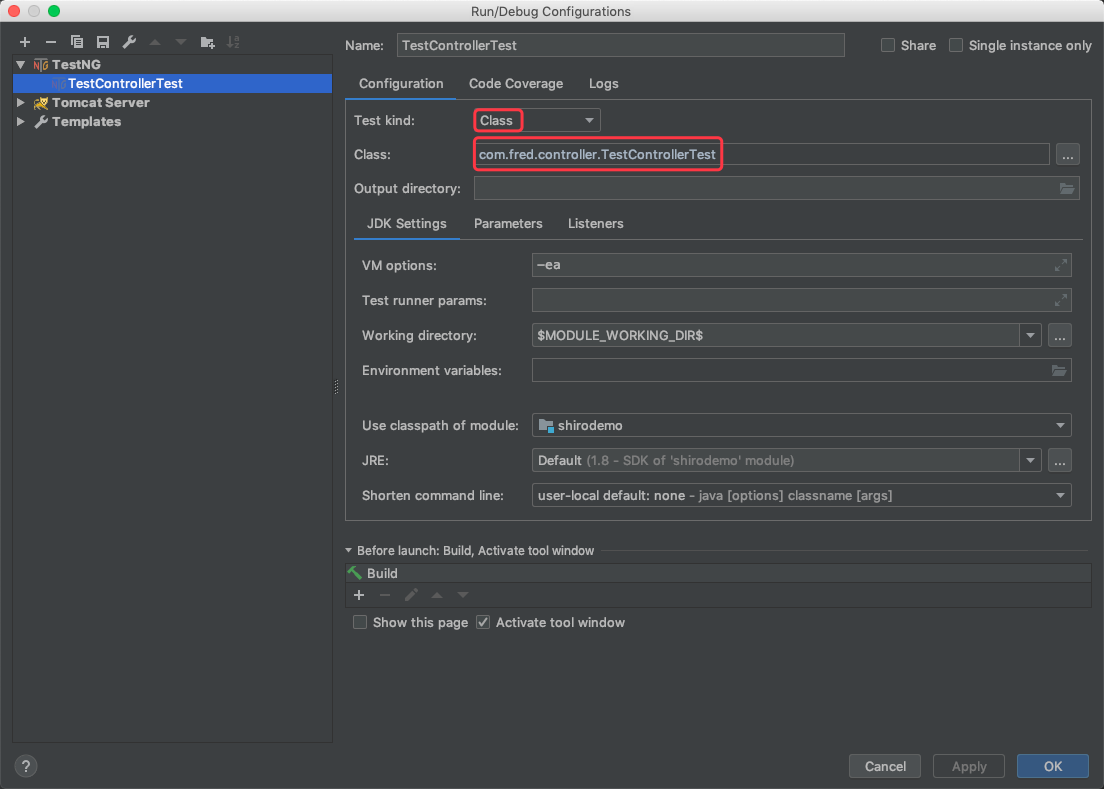 Run/Debug Configurations
Name: TestControllerTest Share Single instance only
TestNG
TestControllerTest
Tomcat Server
Templates
Configuration Code Coverage Logs
Test kind: Class
Class: com.fred.controller.TestControllerTest ...
Output directory:
JDK Settings Parameters Listeners
VM options: -ea
Test runner params:
Working directory: $MODULE_WORKING_DIR$ ...
Environment variables:
Use classpath of module: shirodemo
JRE: Default (1.8 - SDK of 'shirodemo' module) ...
Shorten command line: user-local default: none - java [options] classname [args]
Before launch: Build, Activate tool window
Build
Show this page Activate tool window
? Cancel Apply OK